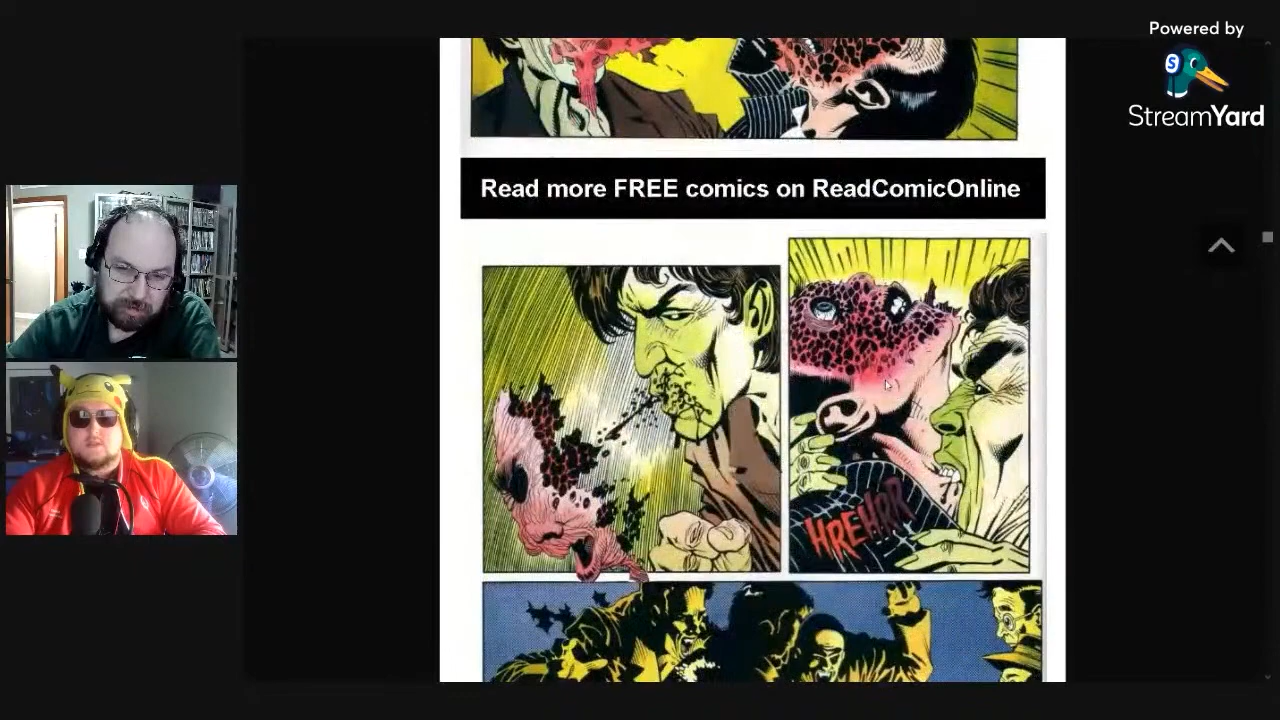 Powered by
S
StreamYard
Read more FREE comics on ReadComicOnline
HREHRR